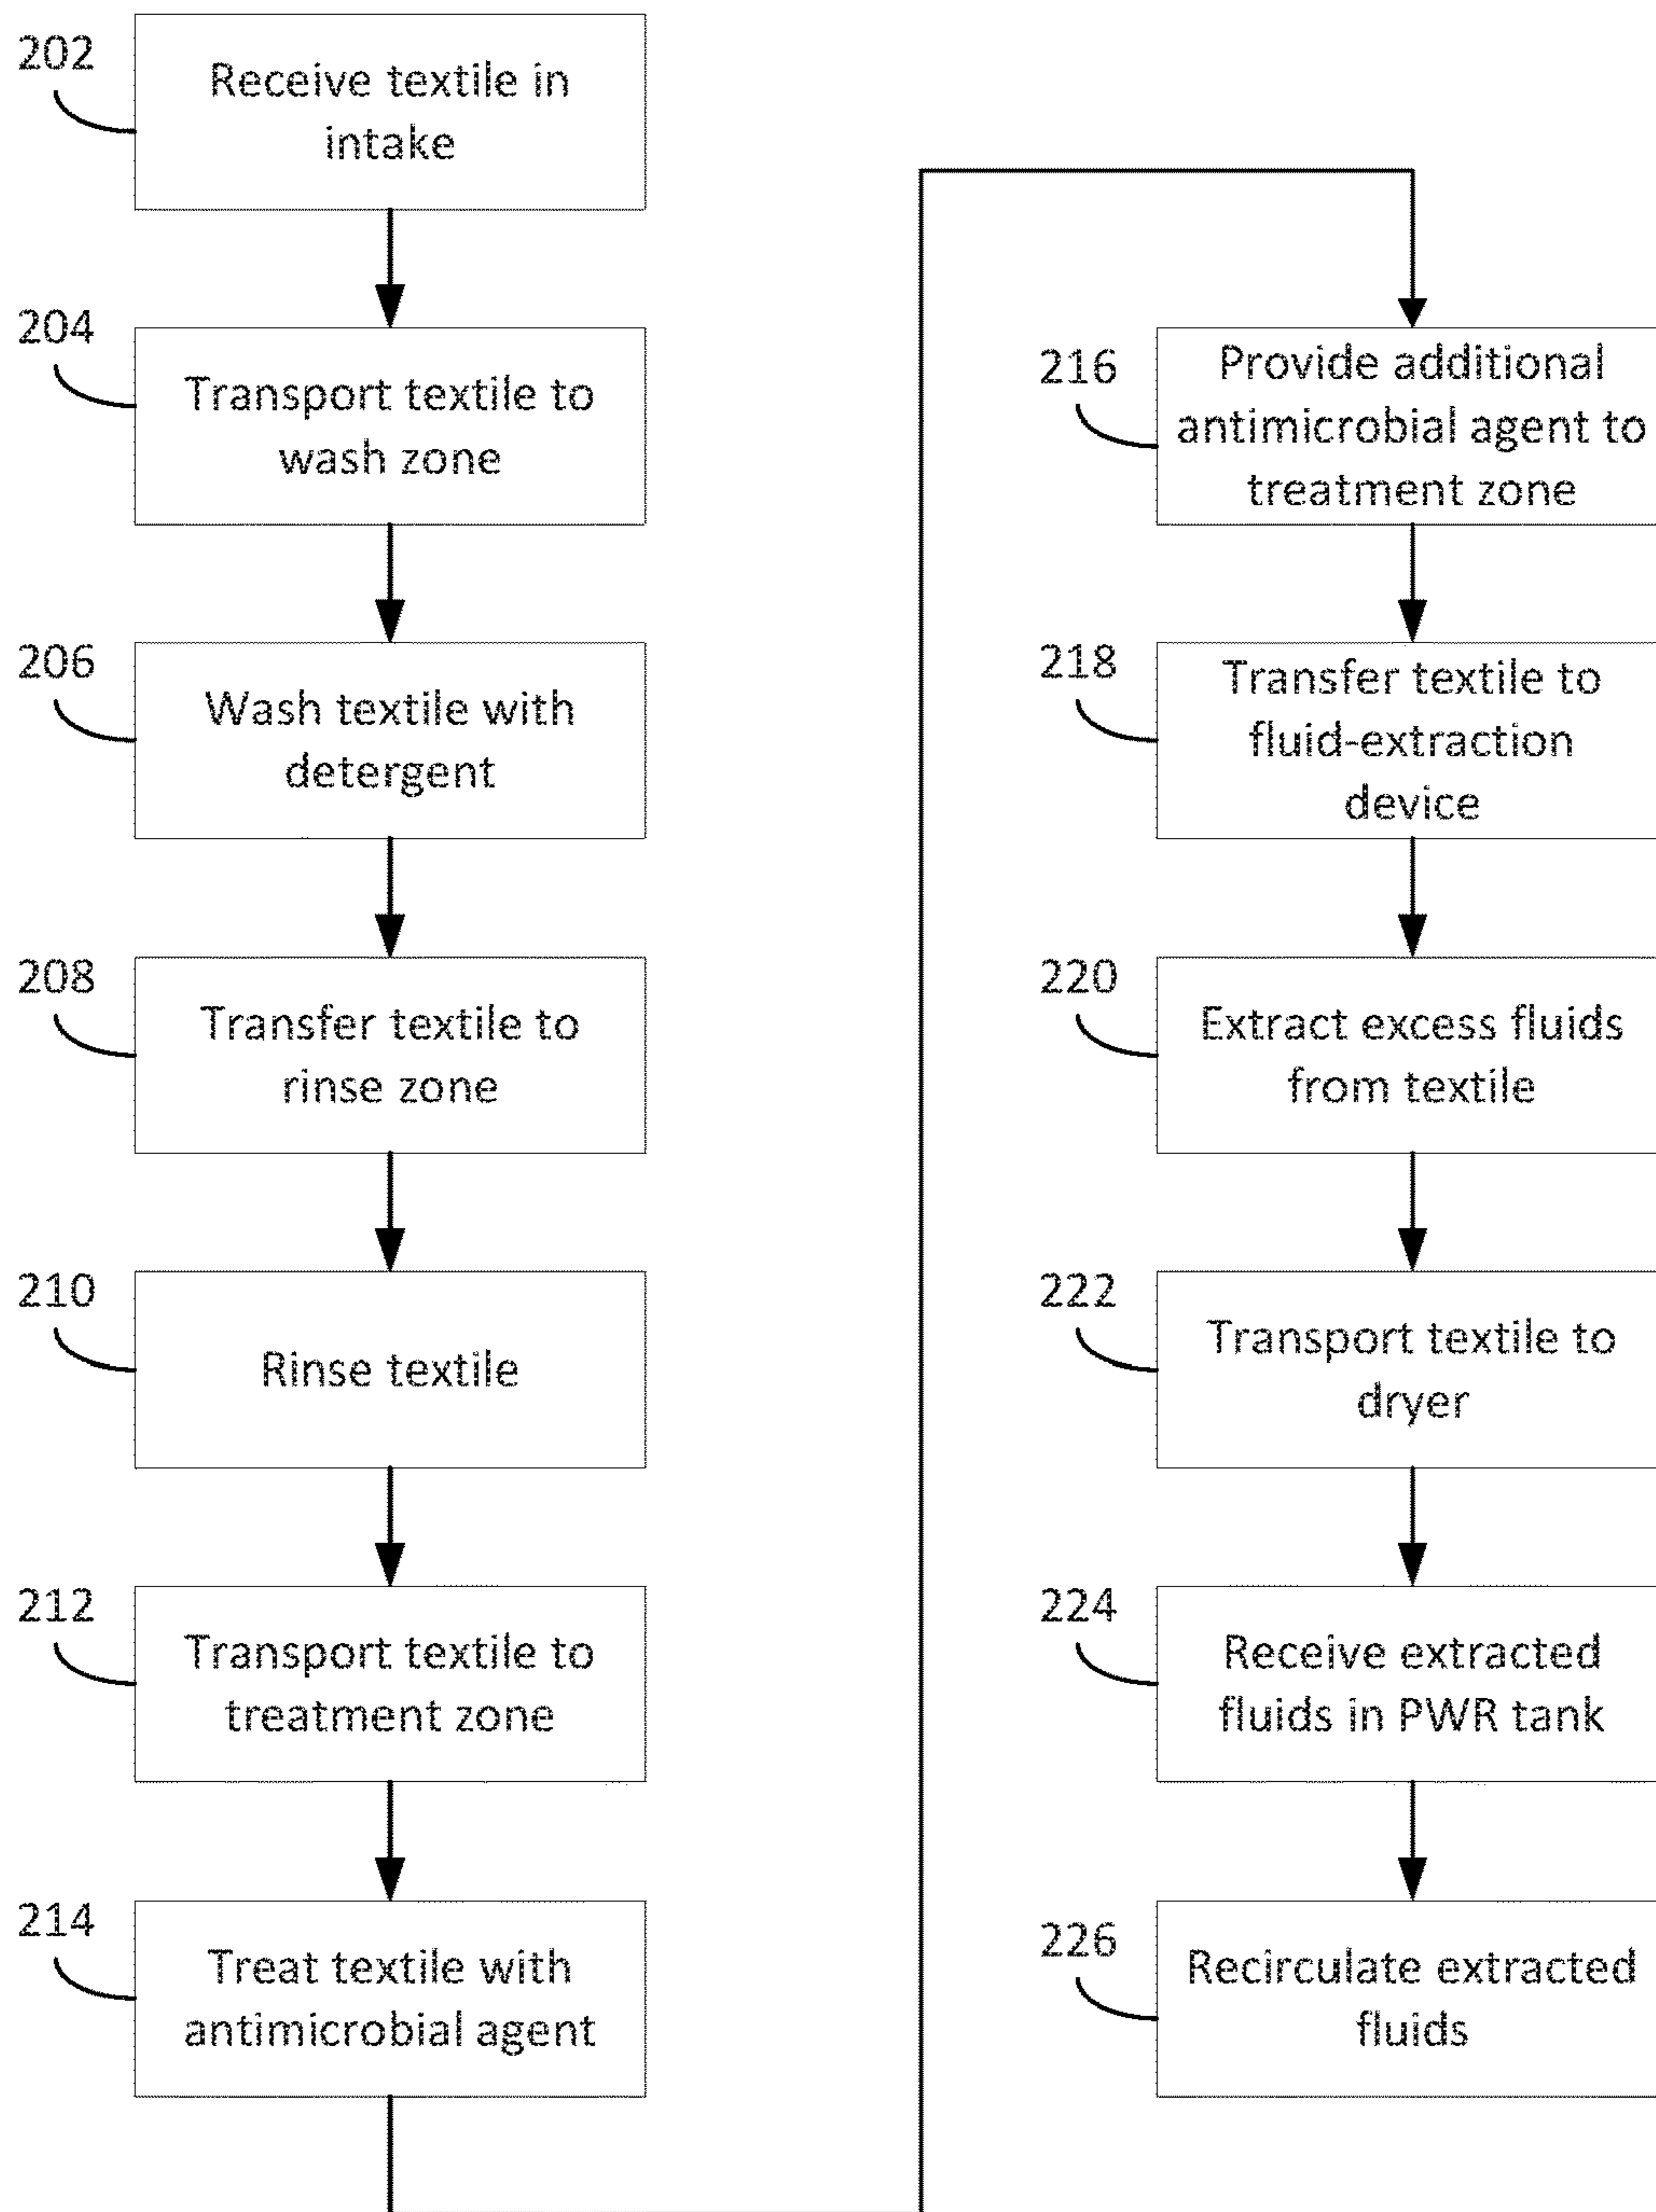 202
Receive textile in
intake
204
Transport textile to
wash zone
206
Wash textile with
detergent
208
Transfer textile to
rinse zone
210
Rinse textile
212
Transport textile to
treatment zone
214
Treat textile with
antimicrobial agent
216
Provide additional
antimicrobial agent to
treatment zone
218
Transfer textile to
fluid-extraction
device
220
Extract excess fluids
from textile
222
Transport textile to
dryer
224
Receive extracted
fluids in PWR tank
226
Recirculate extracted
fluids